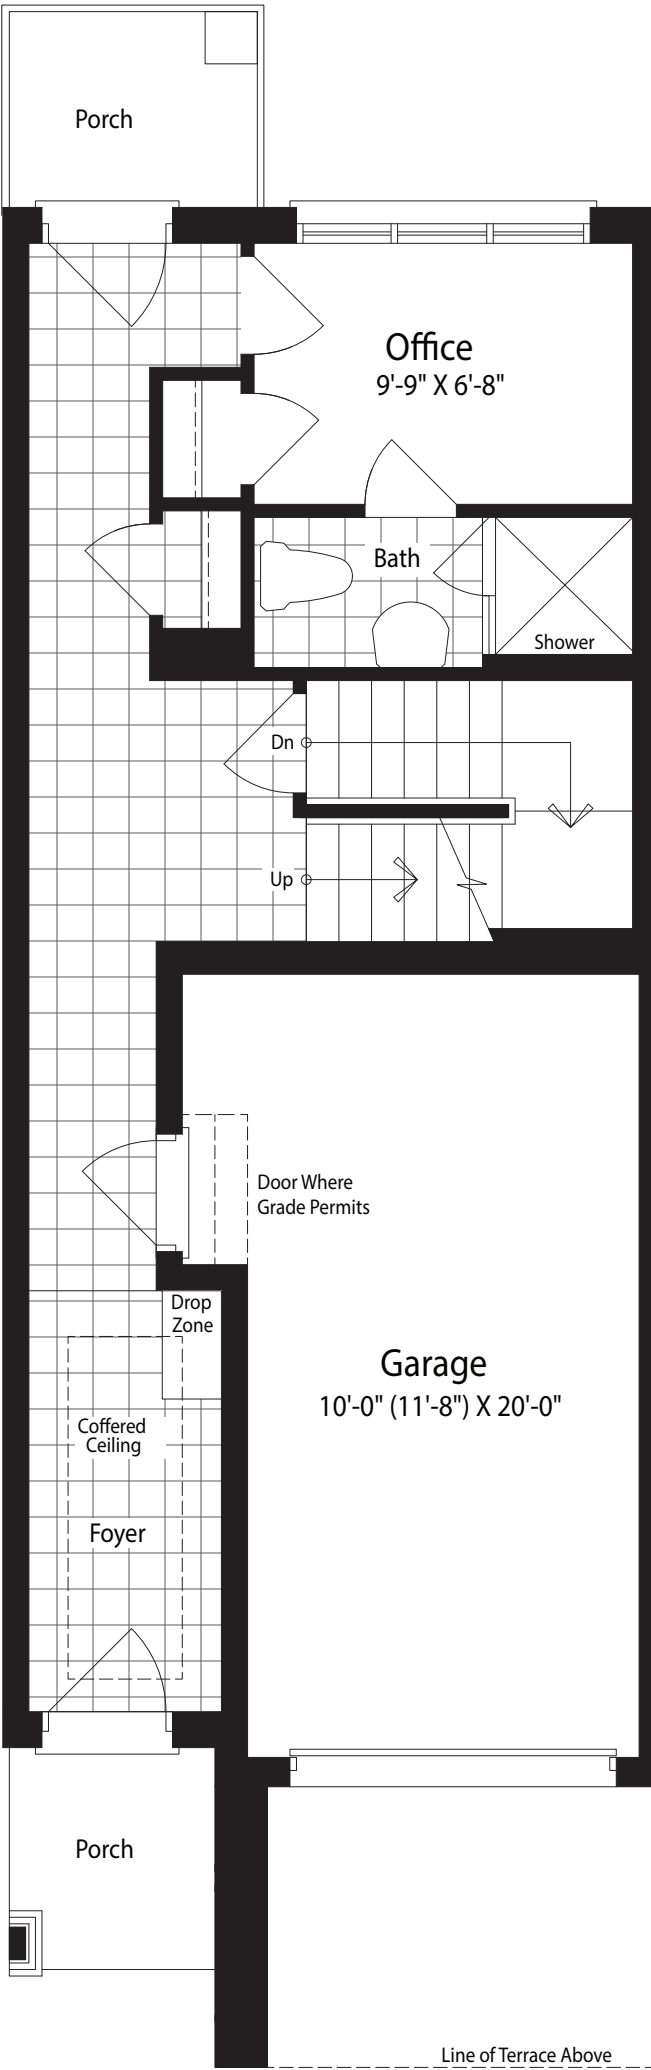 Porch
Office
9'-9" X 6'-8"
Bath
Shower
Dn
Up
Door Where
Grade Permits
Drop
Zone
Garage
10'-0" (11'-8") X 20'-0"
Coffered
Ceiling
Foyer
Porch
Line of Terrace Above